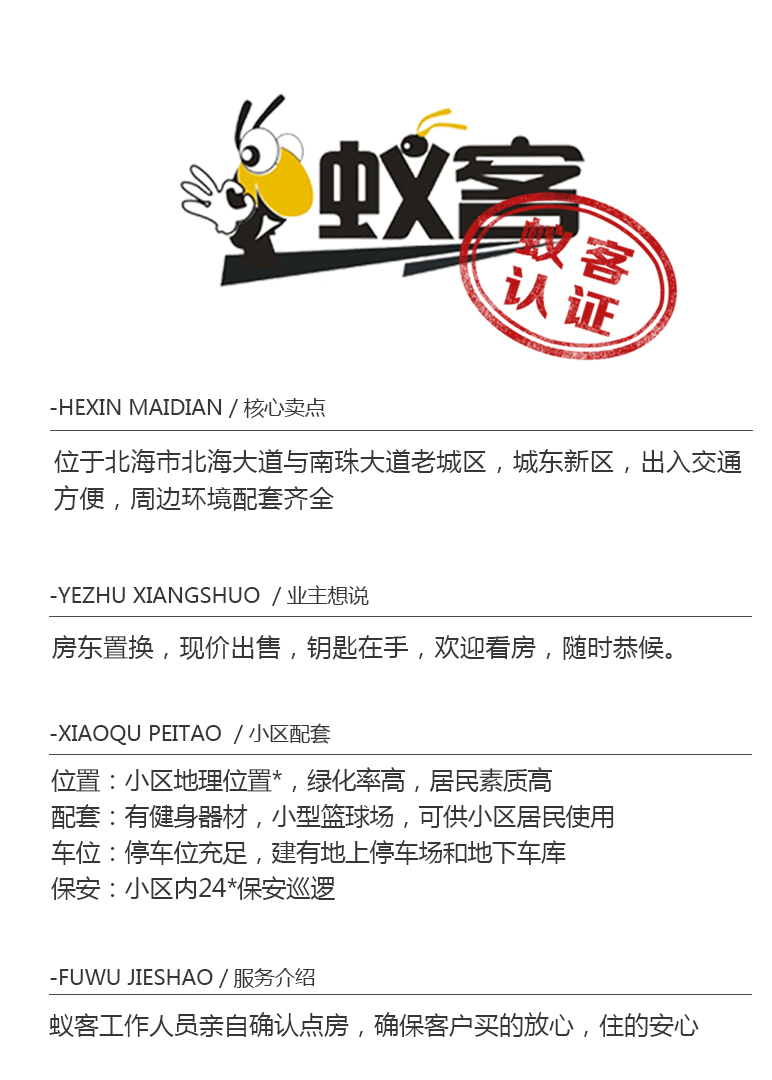 蚁客
蚁客
认证
-HEXIN MAIDIAN / 核心卖点
位于北海市北海大道与南珠大道老城区，城东新区，出入交通
方便，周边环境配套齐全
-YEZHU XIANGSHUO / 业主想说
房东置换，现价出售，钥匙在手，欢迎看房，随时恭候。
-XIAOQU PEITAO / 小区配套
位置：小区地理位置*，绿化率高，居民素质高
配套：有健身器材，小型篮球场，可供小区居民使用
车位：停车位充足，建有地上停车场和地下车库
保安：小区内24*保安巡逻
-FUWU JIESHAO / 服务介绍
蚁客工作人员亲自确认点房，确保客户买的放心，住的安心